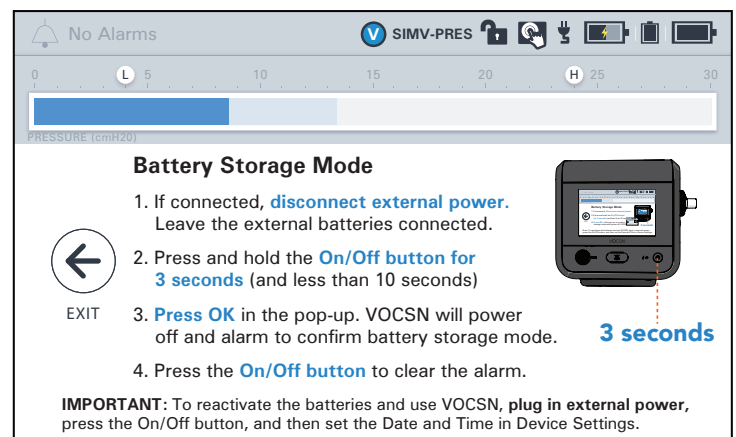 No Alarms
V SIMV-PRES
0 L 5 10 15 20 H 25 30
PRESSURE (cmH20)
Battery Storage Mode
1. If connected, disconnect external power.
Leave the external batteries connected.
2. Press and hold the On/Off button for
3 seconds (and less than 10 seconds)
EXIT
3. Press OK in the pop-up. VOCSN will power
off and alarm to confirm battery storage mode.
VOCSN
3 seconds
4. Press the On/Off button to clear the alarm.
IMPORTANT: To reactivate the batteries and use VOCSN, plug in external power,
press the On/Off button, and then set the Date and Time in Device Settings.